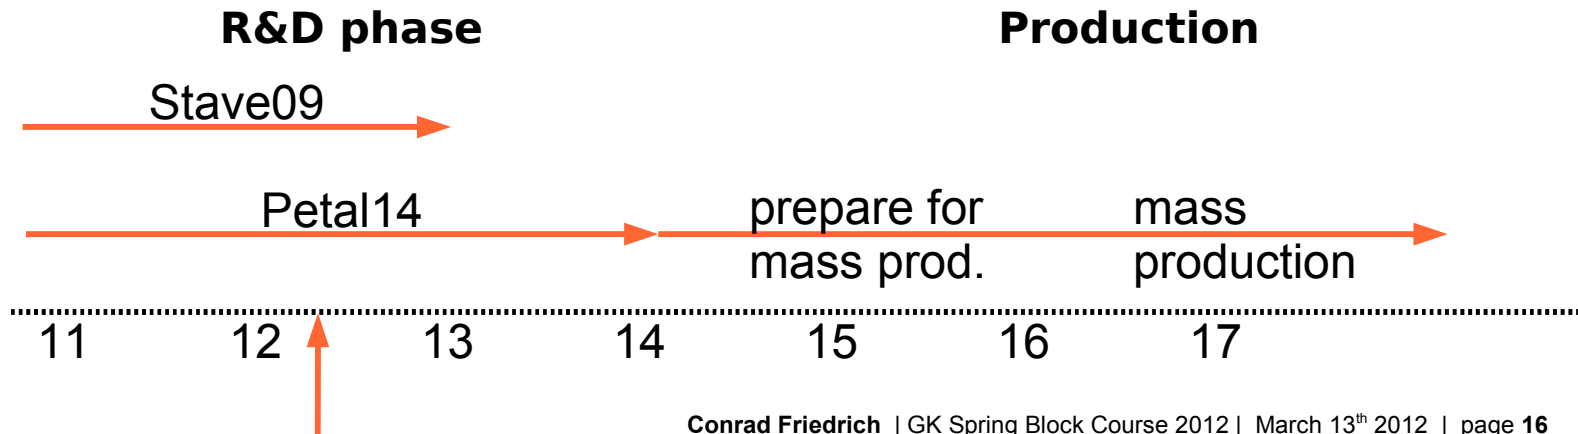 R&D phase Production
Stave09
Petal14 prepare for mass
mass prod. production
11 12 13 14 15 16 17
Conrad Friedrich | GK Spring Block Course 2012 | March 13th 2012 | page 16